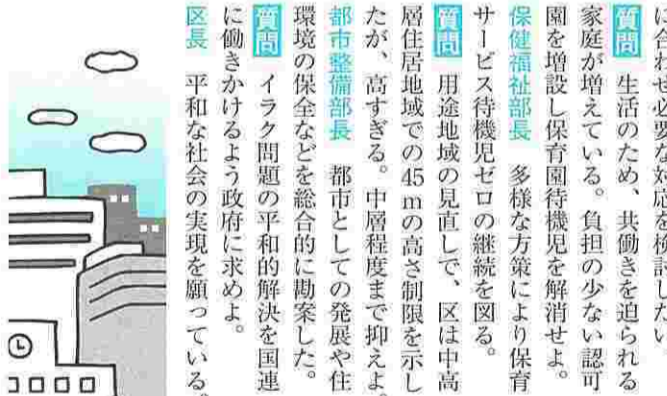 に合わせ必要な対応を検討したい。
質問　生活のため、共働きを迫られる
家庭が増えている。負担の少ない認可
園を増設し保育園待機児を解消せよ。
保健福祉部長　多様な方策により保育
サービス待機児ゼロの継続を図る。
質問　用途地域の見直しで、区は中高
層住居地域での45mの高さ制限を示し
たが、高すぎる。中層程度まで抑えよ。
都市整備部長　都市としての発展や住
環境の保全などを総合的に勘案した。
質問　イラク問題の平和的解決を国連
に働きかけるよう政府に求めよ。
区長　平和な社会の実現を願っている。